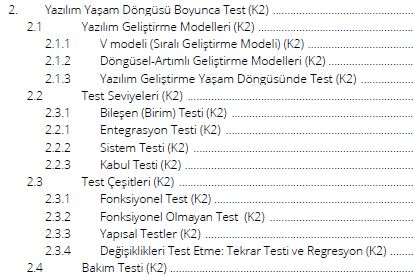 2. Yazılım Yaşam Döngüsü Boyunca Test (K2)
2.1 Yazılım Geliştirme Modelleri (K2)
2.1.1 V modeli (Sıralı Geliştirme Modeli) (K2)
2.1.2 Döngüsel-Artımlı Geliştirme Modelleri (K2)
2.1.3 Yazılım Geliştirme Yaşam Döngüsünde Test (K2)
2.2 Test Seviyeleri (K2)
2.3.1 Bileşen (Birim) Testi (K2)
2.2.1 Entegrasyon Testi (K2)
2.2.2 Sistem Testi (K2)
2.2.3 Kabul Testi (K2)
2.3 Test Çeşitleri (K2)
2.3.1 Fonksiyonel Test (K2)
2.3.2 Fonksiyonel Olmayan Test (K2)
2.3.3 Yapısal Testler (K2)
2.3.4 Değişiklikleri Test Etme: Tekrar Testi ve Regresyon (K2)
2.4 Bakım Testi (K2)